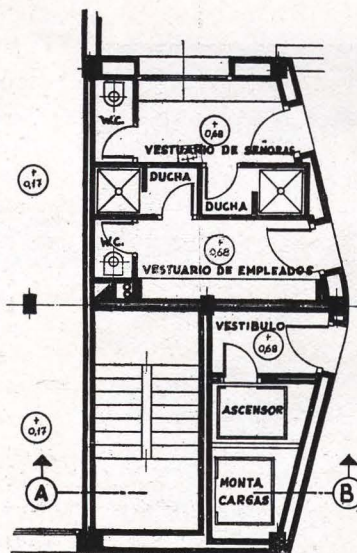 W.C.
+
0,68
VESTUARIO DE SEÑORAS
+
0,17
DUCHA
DUCHA
W.C.
+
0,68
VESTUARIO DE EMPLEADOS
VESTIBULO
+
0,68
ASCENSOR
+
0,17
MONTA
CARGAS
A
B